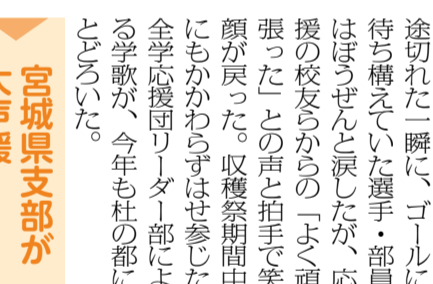 途切れた一瞬に、ゴールに
待ち構えていた選手・部員
はぼうぜんと涙したが、応
援の校友らからの「よく頑
張った」との声と拍手で笑
顔が戻った。収穫祭期間中
にもかかわらずはせ参じた
全学応援団リーダー部によ
る学歌が、今年も杜の都に
とどろいた。
宮城県支部が
大声援